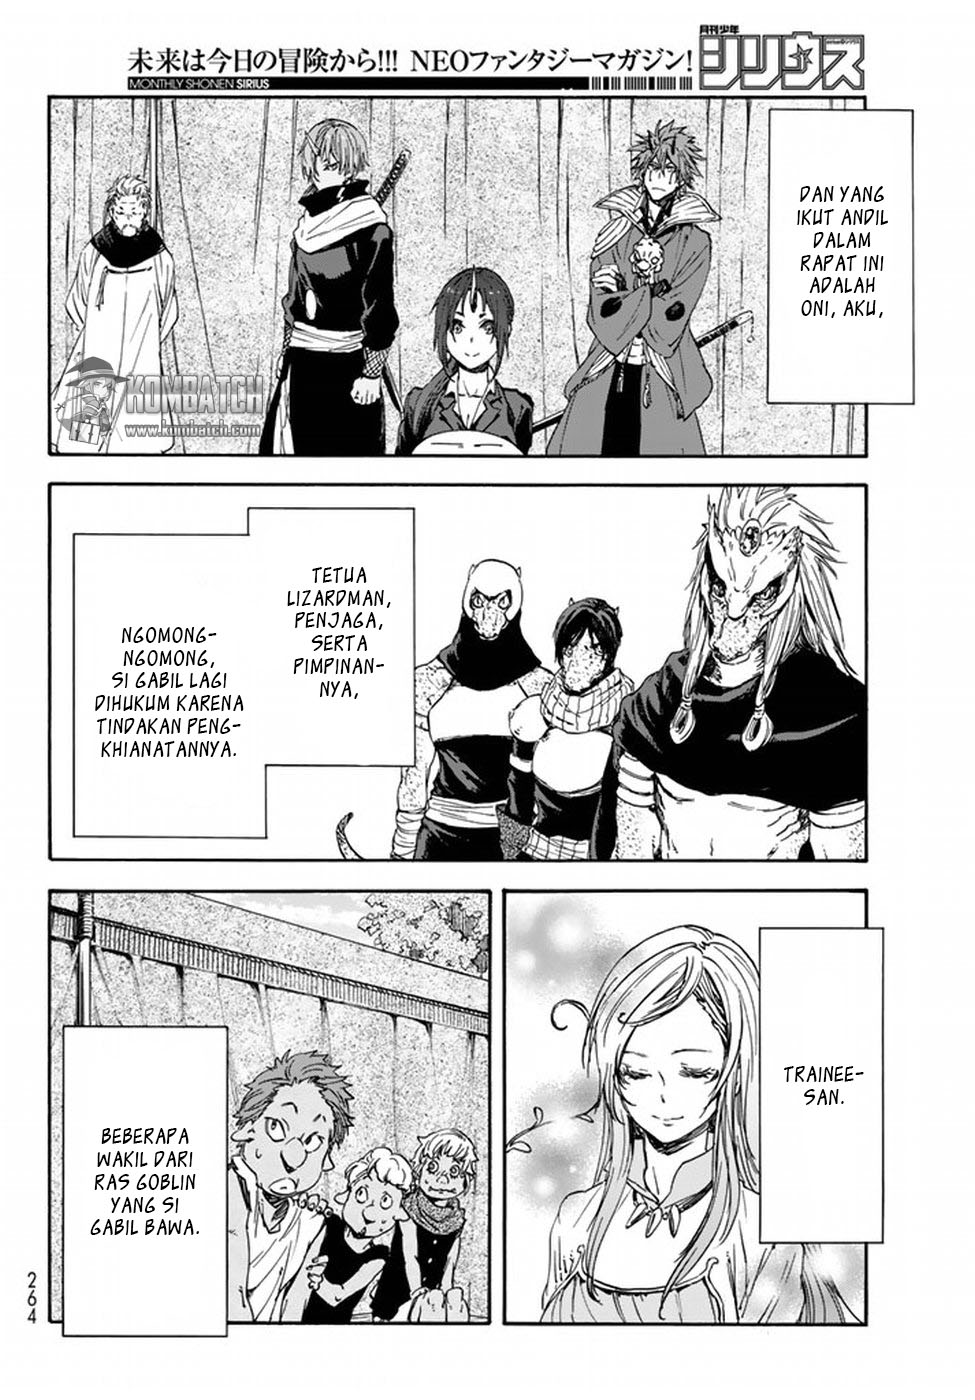 未来は今日の冒険から!!! NEOファンタジーマガジン!
月刊少年
シリウス
MONTHLY SHONEN SIRIUS
DAN YANG
IKUT ANDIL
DALAM
RAPAT INI
ADALAH
ONI, AKU,
KOMBATCH
www.kombatch.com
TETUA
LIZARDMAN,
PENJAGA,
SERTA
PIMPINAN-
NYA,
NGOMONG-
NGOMONG,
SI GABIL LAGI
DIHUKUM KARENA
TINDAKAN PENG-
KHIANATANNYA.
TRAINEE-
SAN.
BEBERAPA
WAKIL DARI
RAS GOBLIN
YANG SI
GABIL BAWA.
264